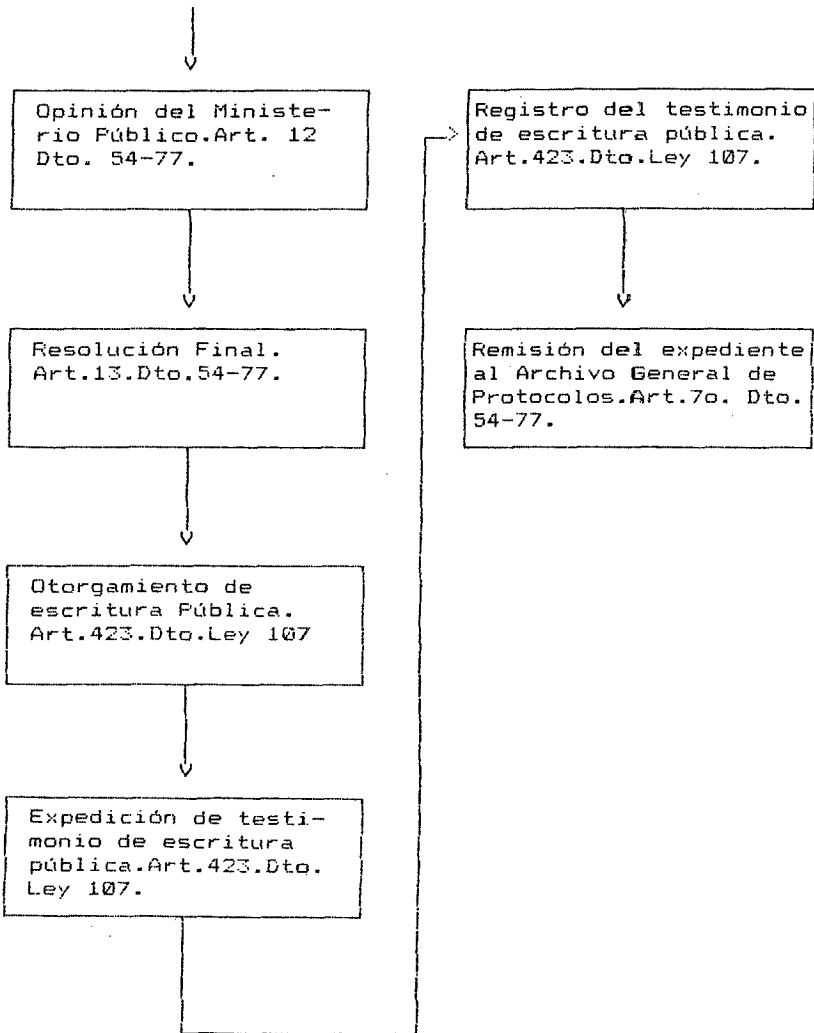 Opinión del Ministe-
rio Público.Art. 12
Dto. 54-77.
Resolución Final.
Art.13.Dto.54-77.
Otorgamiento de
escritura Pública.
Art.423.Dto.Ley 107
Expedición de testi-
monio de escritura
pública.Art.423.Dto.
Ley 107.
Registro del testimonio
de escritura pública.
Art.423.Dto.Ley 107.
Remisión del expediente
al Archivo General de
Protocolos.Art.7o. Dto.
54-77.